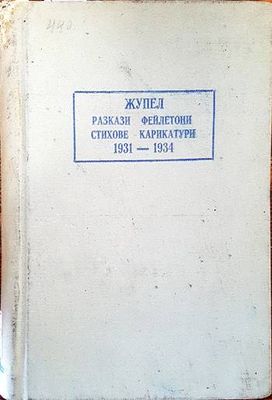 ЖУПЕЛ
РАЗКАЗИ ФЕЙЛЕТОНИ
СТИХОВЕ КАРИКАТУРИ
1931 — 1934